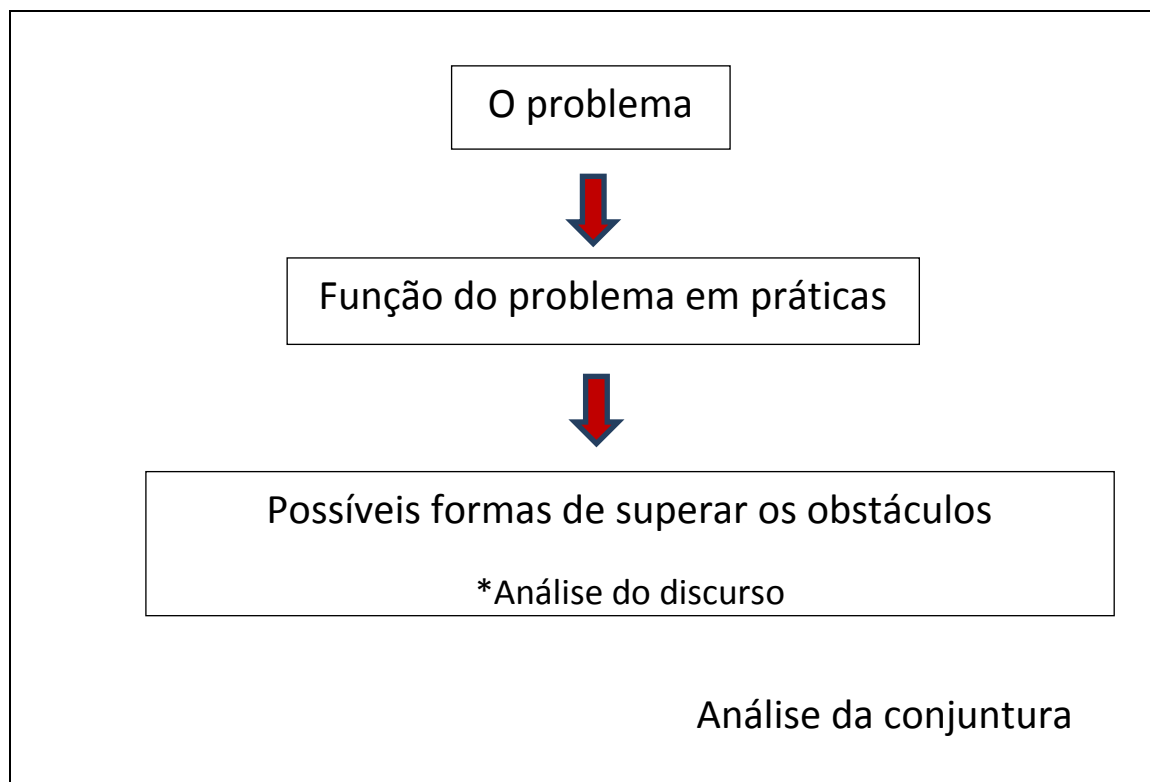 O problema
Função do problema em práticas
Possíveis formas de superar os obstáculos
*Análise do discurso
Análise da conjuntura